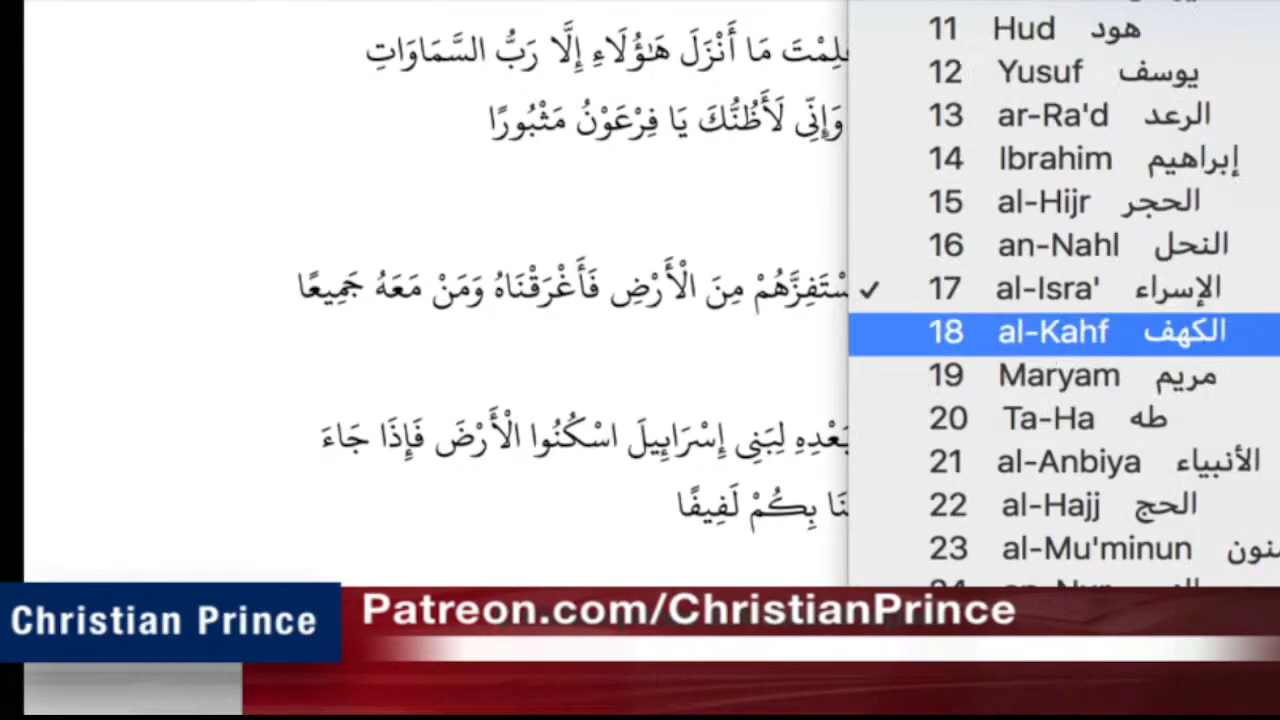 مَا أَنْزَلَ هَٰؤُلَاءِ إِلَّا رَبُّ السَّمَاوَاتِ
وَإِنِّي لَأَظُنُّكَ يَا فِرْعَوْنُ مَثْبُورًا
مِنَ الْأَرْضِ فَأَغْرَقْنَاهُ وَمَنْ مَعَهُ جَمِيعًا
لِبَنِي إِسْرَائِيلَ اسْكُنُوا الْأَرْضَ فَإِذَا جَاءَ
بِكُمْ لَفِيفًا
11 Hud هود
12 Yusuf يوسف
13 ar-Ra'd الرعد
14 Ibrahim إبراهيم
15 al-Hijr الحجر
16 an-Nahl النحل
✓ 17 al-Isra' الإسراء
18 al-Kahf الكهف
19 Maryam مريم
20 Ta-Ha طه
21 al-Anbiya الأنبياء
22 al-Hajj الحج
23 al-Mu'minun
Christian Prince
Patreon.com/ChristianPrince